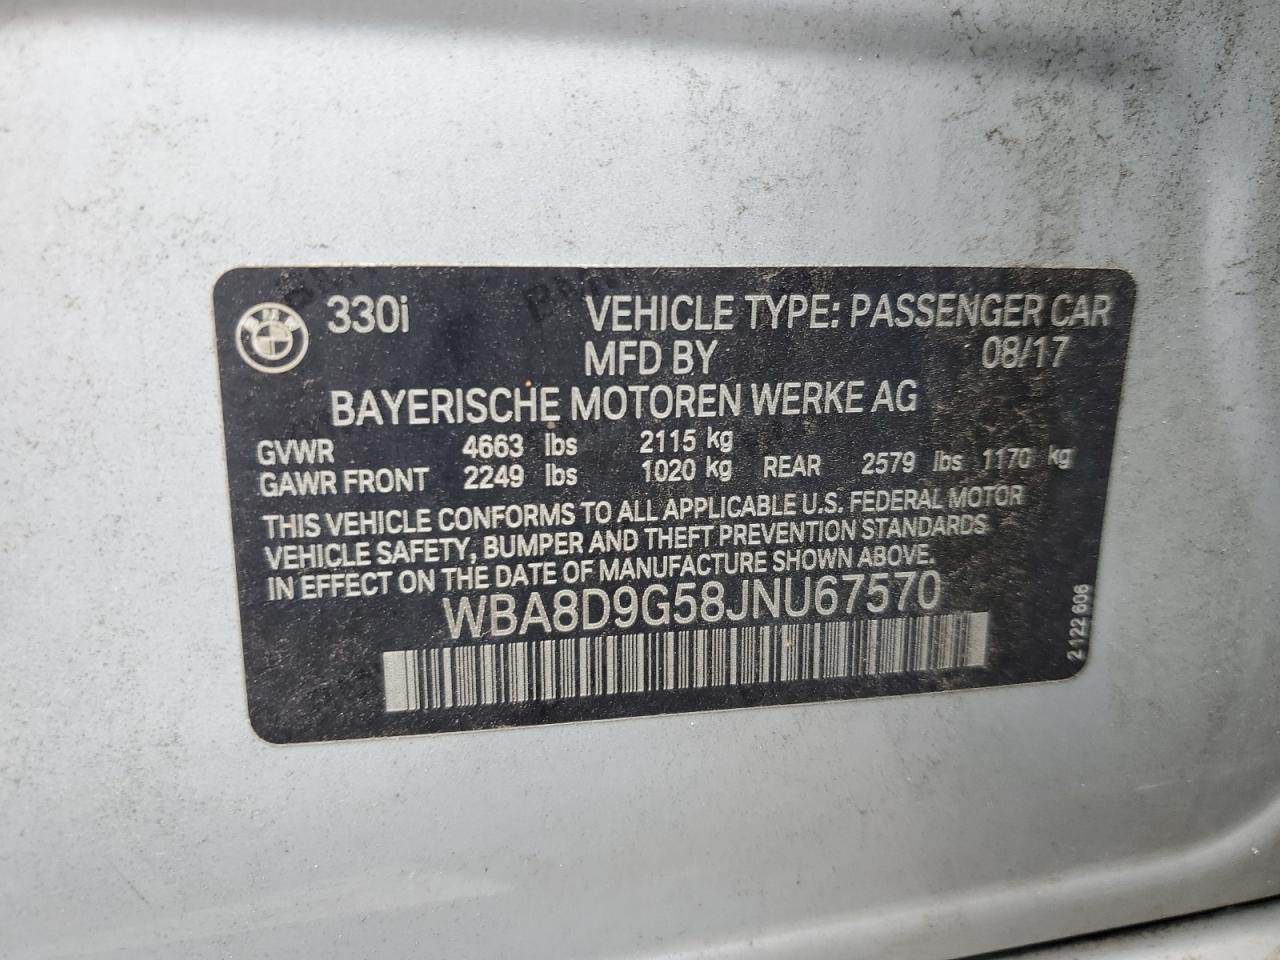 BMW 330i VEHICLE TYPE: PASSENGER CAR
MFD BY 08/17
BAYERISCHE MOTOREN WERKE AG
GVWR 4663 lbs 2115 kg
GAWR FRONT 2249 lbs 1020 kg REAR 2579 lbs 1170 kg
THIS VEHICLE CONFORMS TO ALL APPLICABLE U.S. FEDERAL MOTOR
VEHICLE SAFETY, BUMPER AND THEFT PREVENTION STANDARDS
IN EFFECT ON THE DATE OF MANUFACTURE SHOWN ABOVE.
WBA8D9G58JNU67570
2 122 606